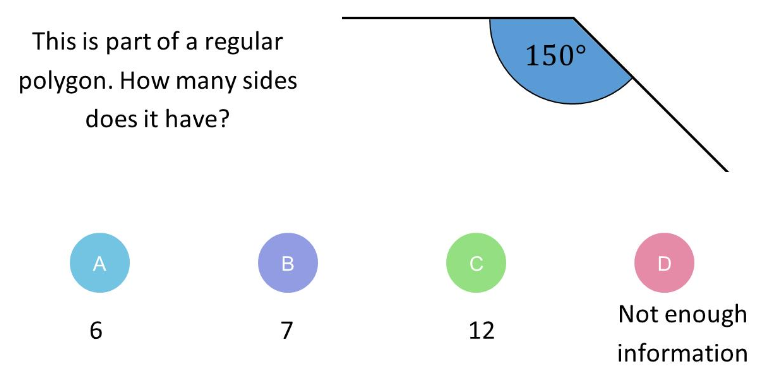 This is part of a regular
polygon. How many sides
does it have?
150°
A
B
C
D
6
7
12
Not enough
information